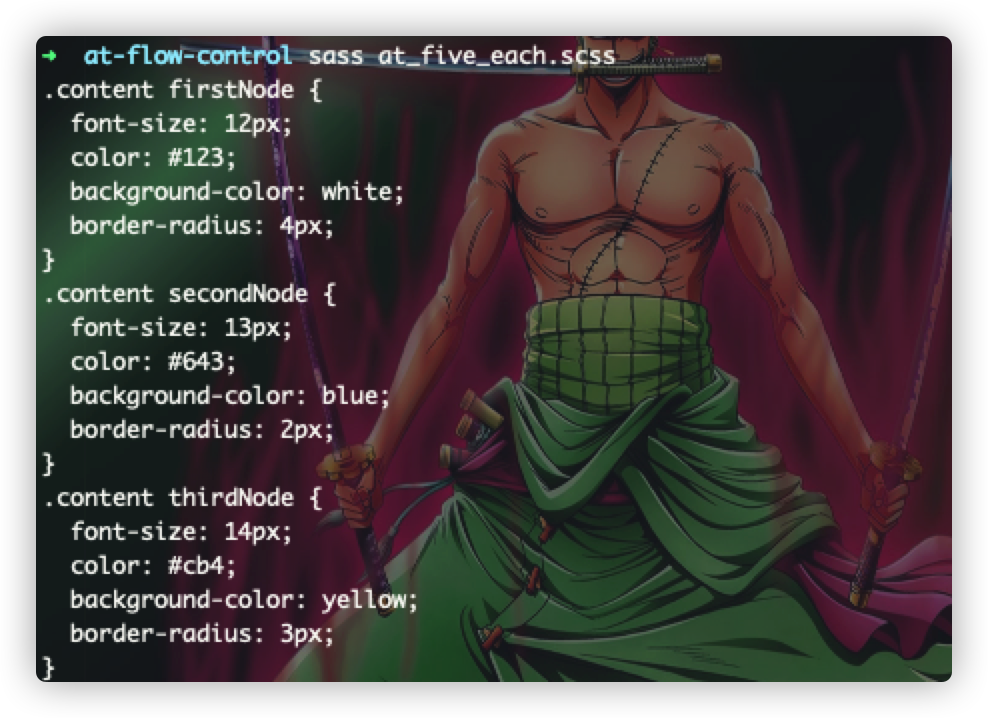 ➜ at-flow-control sass at_five_each.scss
.content firstNode {
  font-size: 12px;
  color: #123;
  background-color: white;
  border-radius: 4px;
}
.content secondNode {
  font-size: 13px;
  color: #643;
  background-color: blue;
  border-radius: 2px;
}
.content thirdNode {
  font-size: 14px;
  color: #cb4;
  background-color: yellow;
  border-radius: 3px;
}